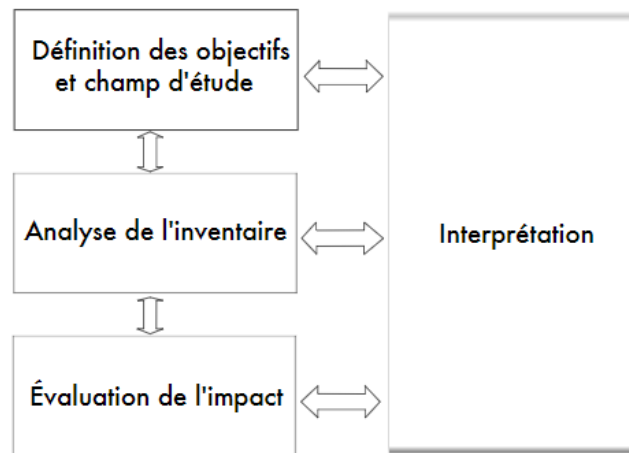 Définition des objectifs
et champ d'étude
Analyse de l'inventaire
Interprétation
Évaluation de l'impact